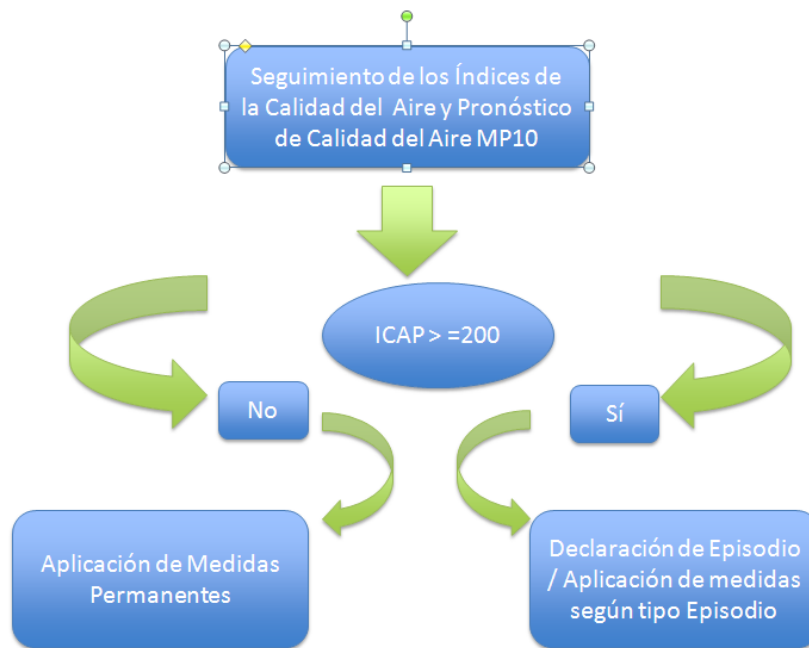 Seguimiento de los Índices de
la Calidad del Aire y Pronóstico
de Calidad del Aire MP10
ICAP > =200
No
Sí
Aplicación de Medidas
Permanentes
Declaración de Episodio
/ Aplicación de medidas
según tipo Episodio